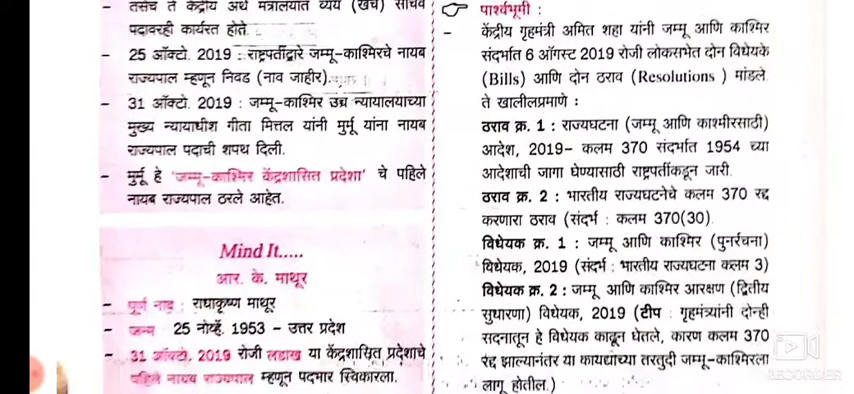 - तसेच ते केंद्रीय अर्थ मंत्रालयात व्यय (खर्च) सचिव
पदावरही कार्यरत होते.
- 25 ऑक्टो. 2019 : राष्ट्रपतींद्वारे जम्मू-काश्मिरचे नायब
राज्यपाल म्हणून निवड (नाव जाहीर).
- 31 ऑक्टो. 2019 : जम्मू-काश्मिर उच्च न्यायालयाच्या
मुख्य न्यायाधीश गीता मित्तल यांनी मुर्मू यांना नायब
राज्यपाल पदाची शपथ दिली.
- मुर्मू हे 'जम्मू-काश्मिर केंद्रशासित प्रदेशा' चे पहिले
नायब राज्यपाल ठरले आहेत.
Mind It.....
आर. के. माथूर
- पूर्ण नाव : राधाकृष्ण माथूर
- जन्म 25 नोव्हें. 1953 – उत्तर प्रदेश
- 31 ऑक्टो. 2019 रोजी लडाख या केंद्रशासित प्रदेशाचे
पहिले नायब राज्यपाल म्हणून पदभार स्विकारला.
पार्श्वभूमी :
- केंद्रीय गृहमंत्री अमित शहा यांनी जम्मू आणि काश्मिर
संदर्भात 6 ऑगस्ट 2019 रोजी लोकसभेत दोन विधेयके
(Bills) आणि दोन ठराव (Resolutions ) मांडले.
ते खालीलप्रमाणे :
ठराव क्र. 1 : राज्यघटना (जम्मू आणि काश्मीरसाठी)
आदेश, 2019– कलम 370 संदर्भात 1954 च्या
आदेशाची जागा घेण्यासाठी राष्ट्रपतींकडून जारी.
ठराव क्र. 2 : भारतीय राज्यघटनेचे कलम 370 रद्द
करणारा ठराव (संदर्भ : कलम 370(30).
विधेयक क्र. 1 : जम्मू आणि काश्मिर (पुनर्रचना)
विधेयक, 2019 (संदर्भ : भारतीय राज्यघटना कलम 3)
विधेयक क्र. 2 : जम्मू आणि काश्मिर आरक्षण (द्वितीय
सुधारणा) विधेयक, 2019 (टीप : गृहमंत्र्यांनी दोन्ही
सदनातून हे विधेयक काढून घेतले, कारण कलम 370
रद्द झाल्यानंतर या कायद्याच्या तरतुदी जम्मू-काश्मिरला
लागू होतील.)
RECORDER